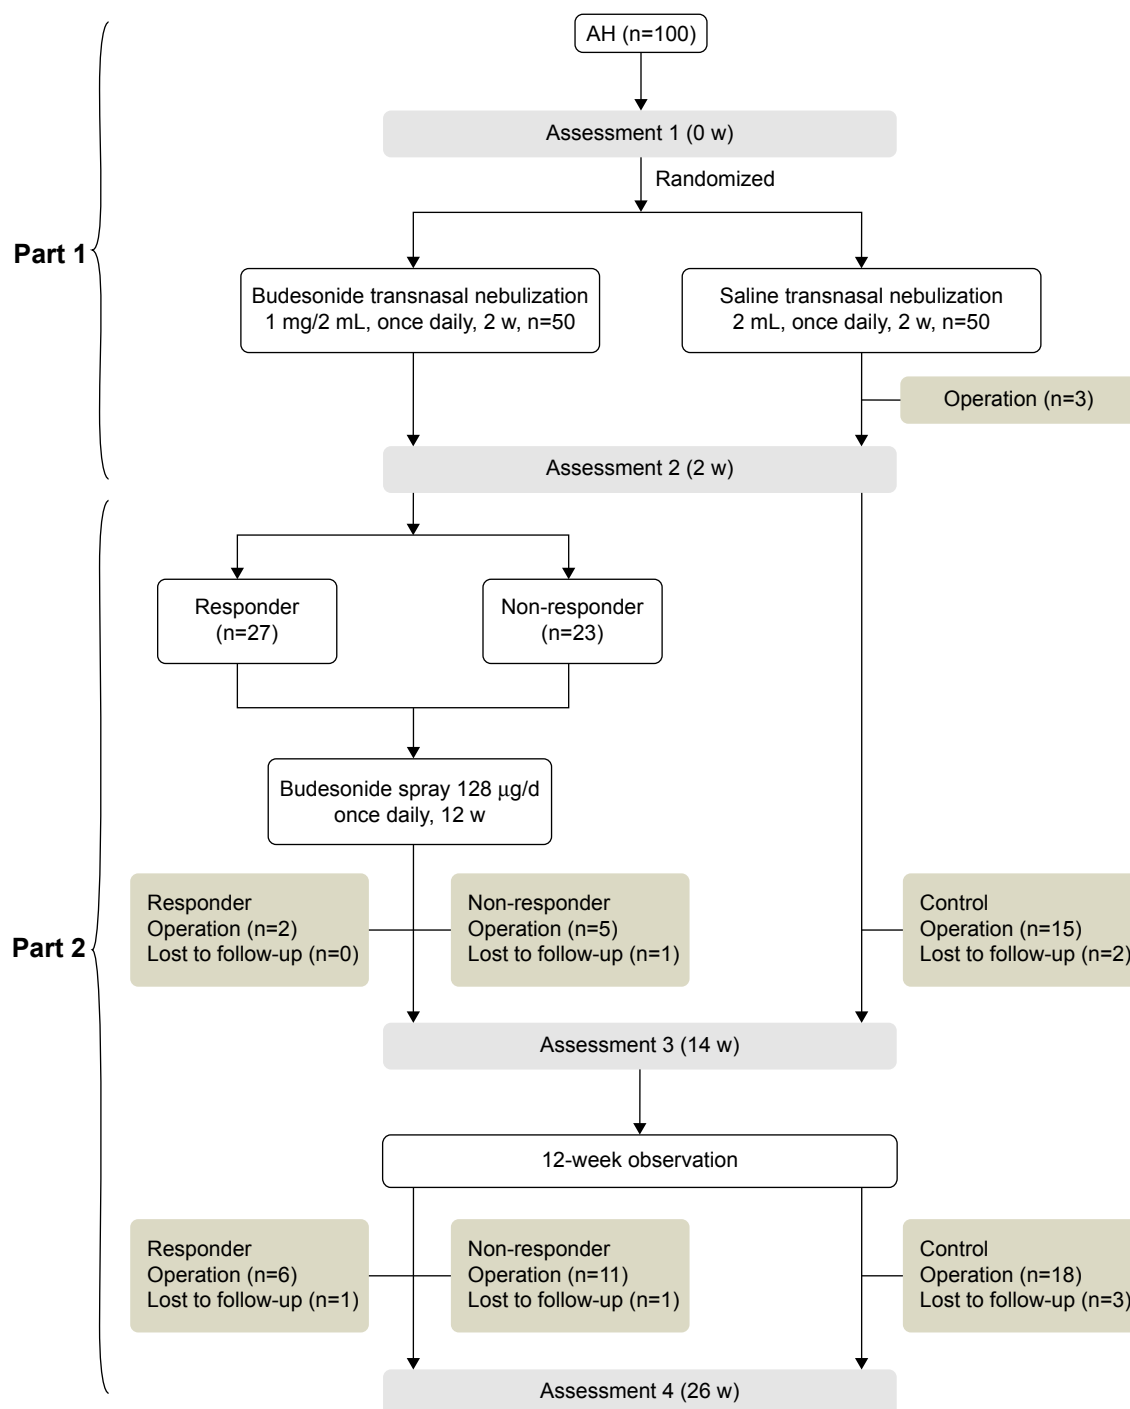 AH (n=100)
Assessment 1 (0 w)
Randomized
Part 1
Budesonide transnasal nebulization
1 mg/2 mL, once daily, 2 w, n=50
Saline transnasal nebulization
2 mL, once daily, 2 w, n=50
Operation (n=3)
Assessment 2 (2 w)
Responder
(n=27)
Non-responder
(n=23)
Budesonide spray 128 μg/d
once daily, 12 w
Part 2
Responder
Operation (n=2)
Lost to follow-up (n=0)
Non-responder
Operation (n=5)
Lost to follow-up (n=1)
Control
Operation (n=15)
Lost to follow-up (n=2)
Assessment 3 (14 w)
12-week observation
Responder
Operation (n=6)
Lost to follow-up (n=1)
Non-responder
Operation (n=11)
Lost to follow-up (n=1)
Control
Operation (n=18)
Lost to follow-up (n=3)
Assessment 4 (26 w)